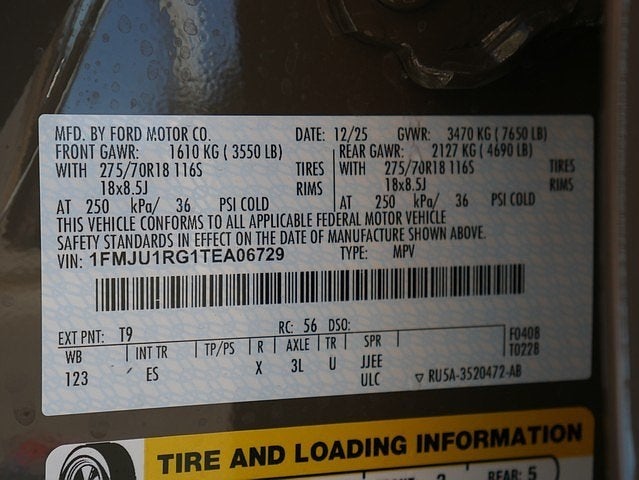 MFD. BY FORD MOTOR CO. DATE: 12/25 GVWR: 3470 KG ( 7650 LB)
FRONT GAWR: 1610 KG ( 3550 LB) REAR GAWR: 2127 KG ( 4690 LB)
WITH 275/70R18 116S TIRES WITH 275/70R18 116S TIRES
18x8.5J RIMS 18x8.5J RIMS
AT 250 kPa/ 36 PSI COLD AT 250 kPa/ 36 PSI COLD
THIS VEHICLE CONFORMS TO ALL APPLICABLE FEDERAL MOTOR VEHICLE
SAFETY STANDARDS IN EFFECT ON THE DATE OF MANUFACTURE SHOWN ABOVE.
VIN: 1FMJU1RG1TEA06729 TYPE: MPV
EXT PNT: T9 RC: 56 DSO: F0408
WB INT TR TP/PS R AXLE TR SPR T0228
123 ES X 3L U JJEE
ULC RU5A-3520472-AB
TIRE AND LOADING INFORMATION
REAR: 5